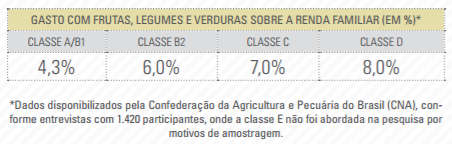 GASTO COM FRUTAS, LEGUMES E VERDURAS SOBRE A RENDA FAMILIAR (EM %)*
CLASSE A/B1 CLASSE B2 CLASSE C CLASSE D
4,3% 6,0% 7,0% 8,0%
*Dados disponibilizados pela Confederação da Agricultura e Pecuária do Brasil (CNA), con-
forme entrevistas com 1.420 participantes, onde a classe E não foi abordada na pesquisa por
motivos de amostragem.